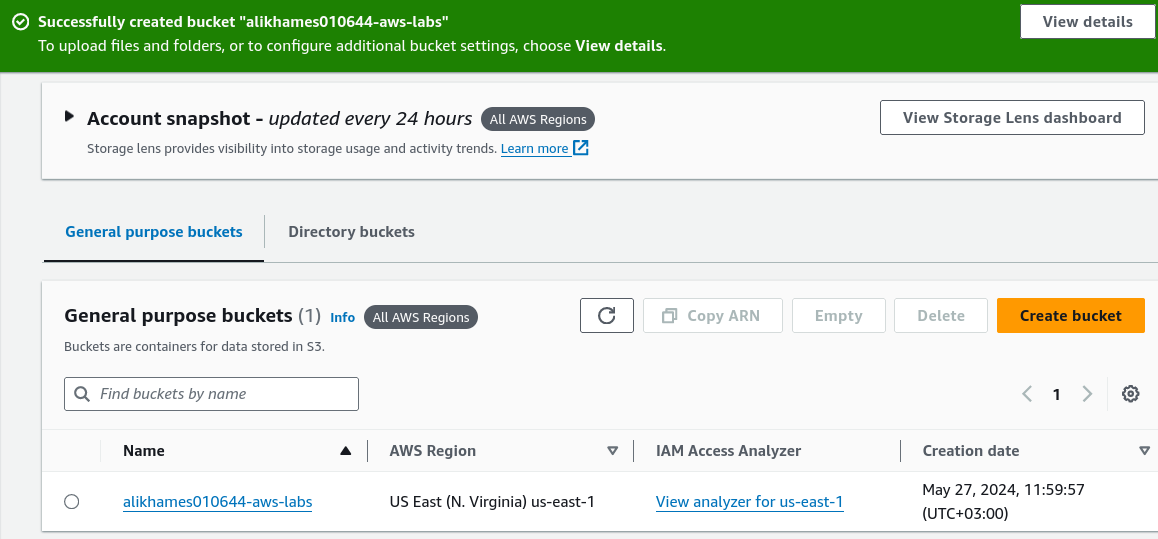 Successfully created bucket "alikhames010644-aws-labs"
View details
To upload files and folders, or to configure additional bucket settings, choose View details.
Account snapshot - updated every 24 hours All AWS Regions
View Storage Lens dashboard
Storage lens provides visibility into storage usage and activity trends. Learn more
General purpose buckets Directory buckets
General purpose buckets (1) Info All AWS Regions
Copy ARN Empty Delete Create bucket
Buckets are containers for data stored in S3.
Find buckets by name
1
Name AWS Region IAM Access Analyzer Creation date
alikhames010644-aws-labs US East (N. Virginia) us-east-1 View analyzer for us-east-1 May 27, 2024, 11:59:57
(UTC+03:00)